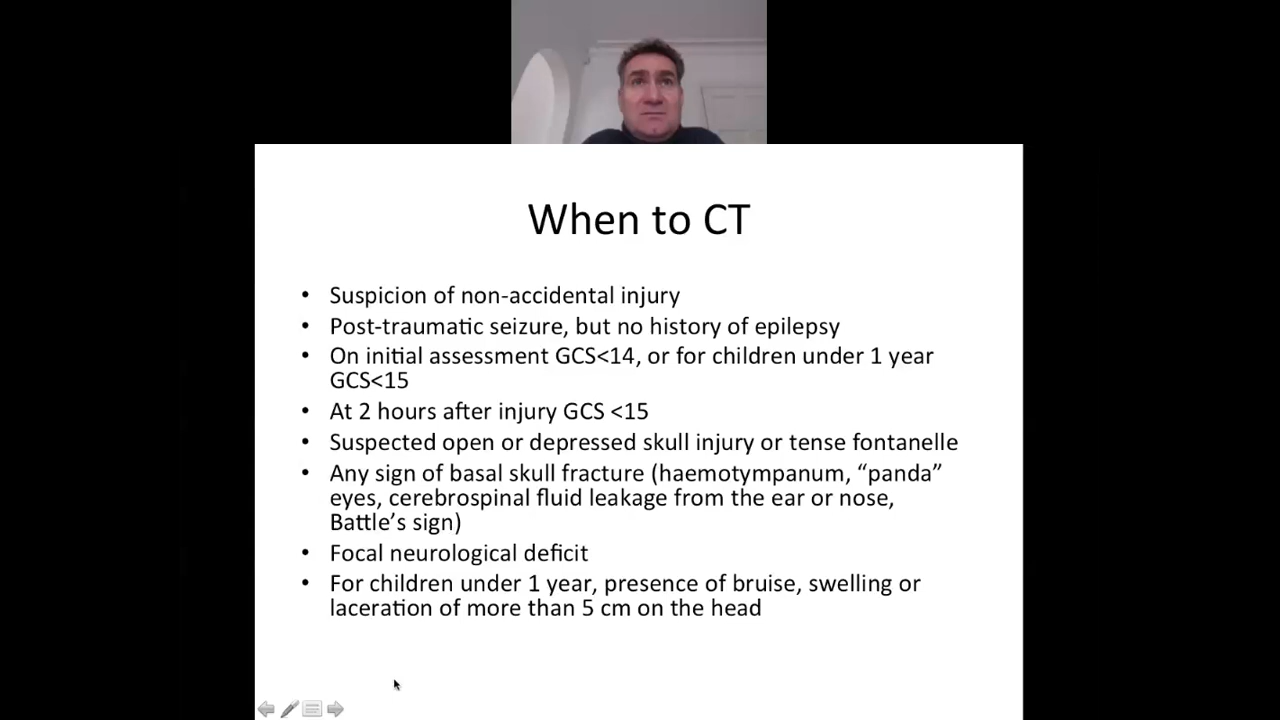 When to CT
• Suspicion of non-accidental injury
• Post-traumatic seizure, but no history of epilepsy
• On initial assessment GCS<14, or for children under 1 year
GCS<15
• At 2 hours after injury GCS <15
• Suspected open or depressed skull injury or tense fontanelle
• Any sign of basal skull fracture (haemotympanum, “panda”
eyes, cerebrospinal fluid leakage from the ear or nose,
Battle’s sign)
• Focal neurological deficit
• For children under 1 year, presence of bruise, swelling or
laceration of more than 5 cm on the head